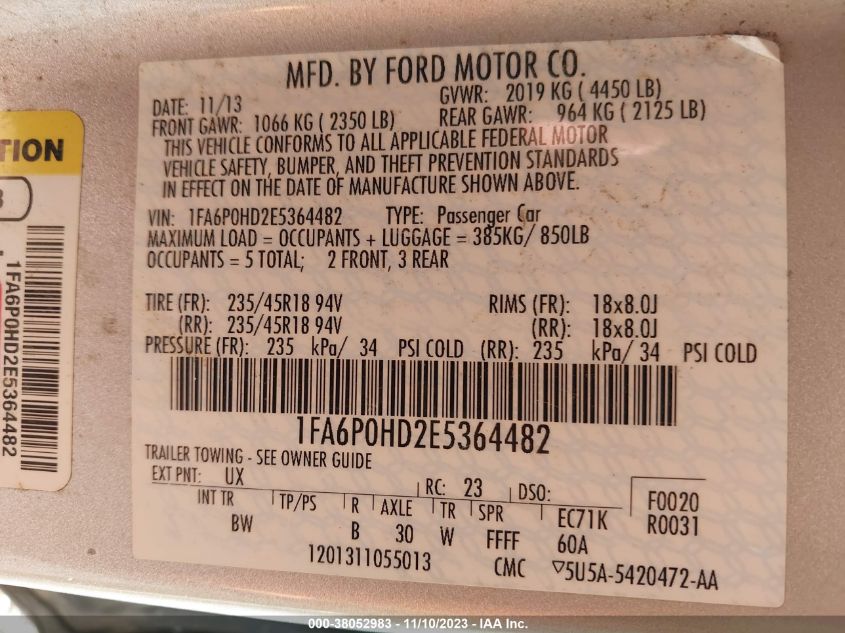 MFD. BY FORD MOTOR CO.
DATE: 11/13 GVWR: 2019 KG ( 4450 LB)
FRONT GAWR: 1066 KG ( 2350 LB) REAR GAWR: 964 KG ( 2125 LB)
THIS VEHICLE CONFORMS TO ALL APPLICABLE FEDERAL MOTOR
VEHICLE SAFETY, BUMPER, AND THEFT PREVENTION STANDARDS
IN EFFECT ON THE DATE OF MANUFACTURE SHOWN ABOVE.
VIN: 1FA6P0HD2E5364482 TYPE: Passenger Car
MAXIMUM LOAD = OCCUPANTS + LUGGAGE = 385KG/ 850LB
OCCUPANTS = 5 TOTAL; 2 FRONT, 3 REAR
TIRE (FR): 235/45R18 94V RIMS (FR): 18x8.0J
(RR): 235/45R18 94V (RR): 18x8.0J
PRESSURE (FR): 235 kPa/ 34 PSI COLD (RR): 235 kPa/ 34 PSI COLD
1FA6P0HD2E5364482
TRAILER TOWING - SEE OWNER GUIDE
EXT PNT: UX RC: 23 DSO:
INT TR TP/PS R AXLE TR SPR EC71K F0020
BW B 30 W FFFF 60A R0031
1201311055013 CMC ▽5U5A-5420472-AA
1FA6P0HD2E5364482
000-38052983 - 11/10/2023 - IAA Inc.